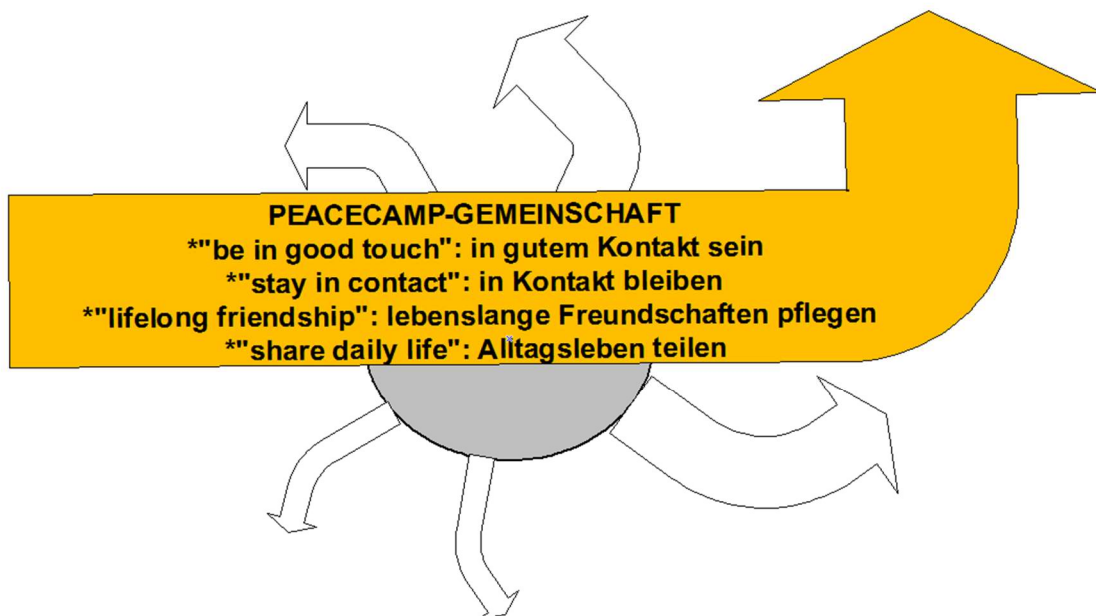 PEACECAMP-GEMEINSCHAFT
*"be in good touch": in gutem Kontakt sein
*"stay in contact": in Kontakt bleiben
*"lifelong friendship": lebenslange Freundschaften pflegen
*"share daily life": Alltagsleben teilen